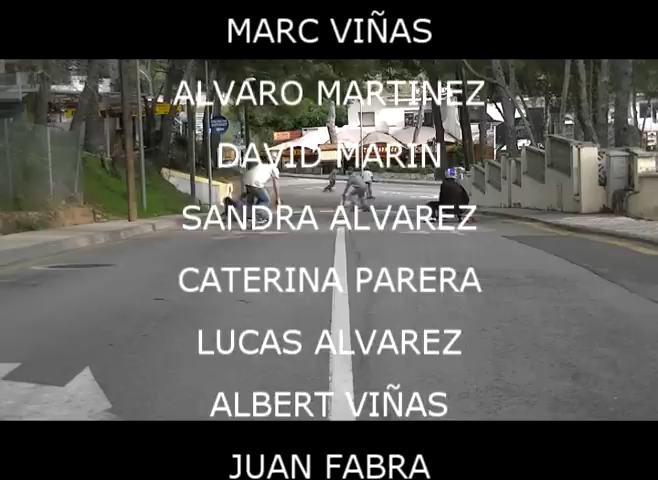 MARC VIÑAS
ALVARO MARTINEZ
DAVID MARIN
SANDRA ALVAREZ
CATERINA PARERA
LUCAS ALVAREZ
ALBERT VIÑAS
JUAN FABRA